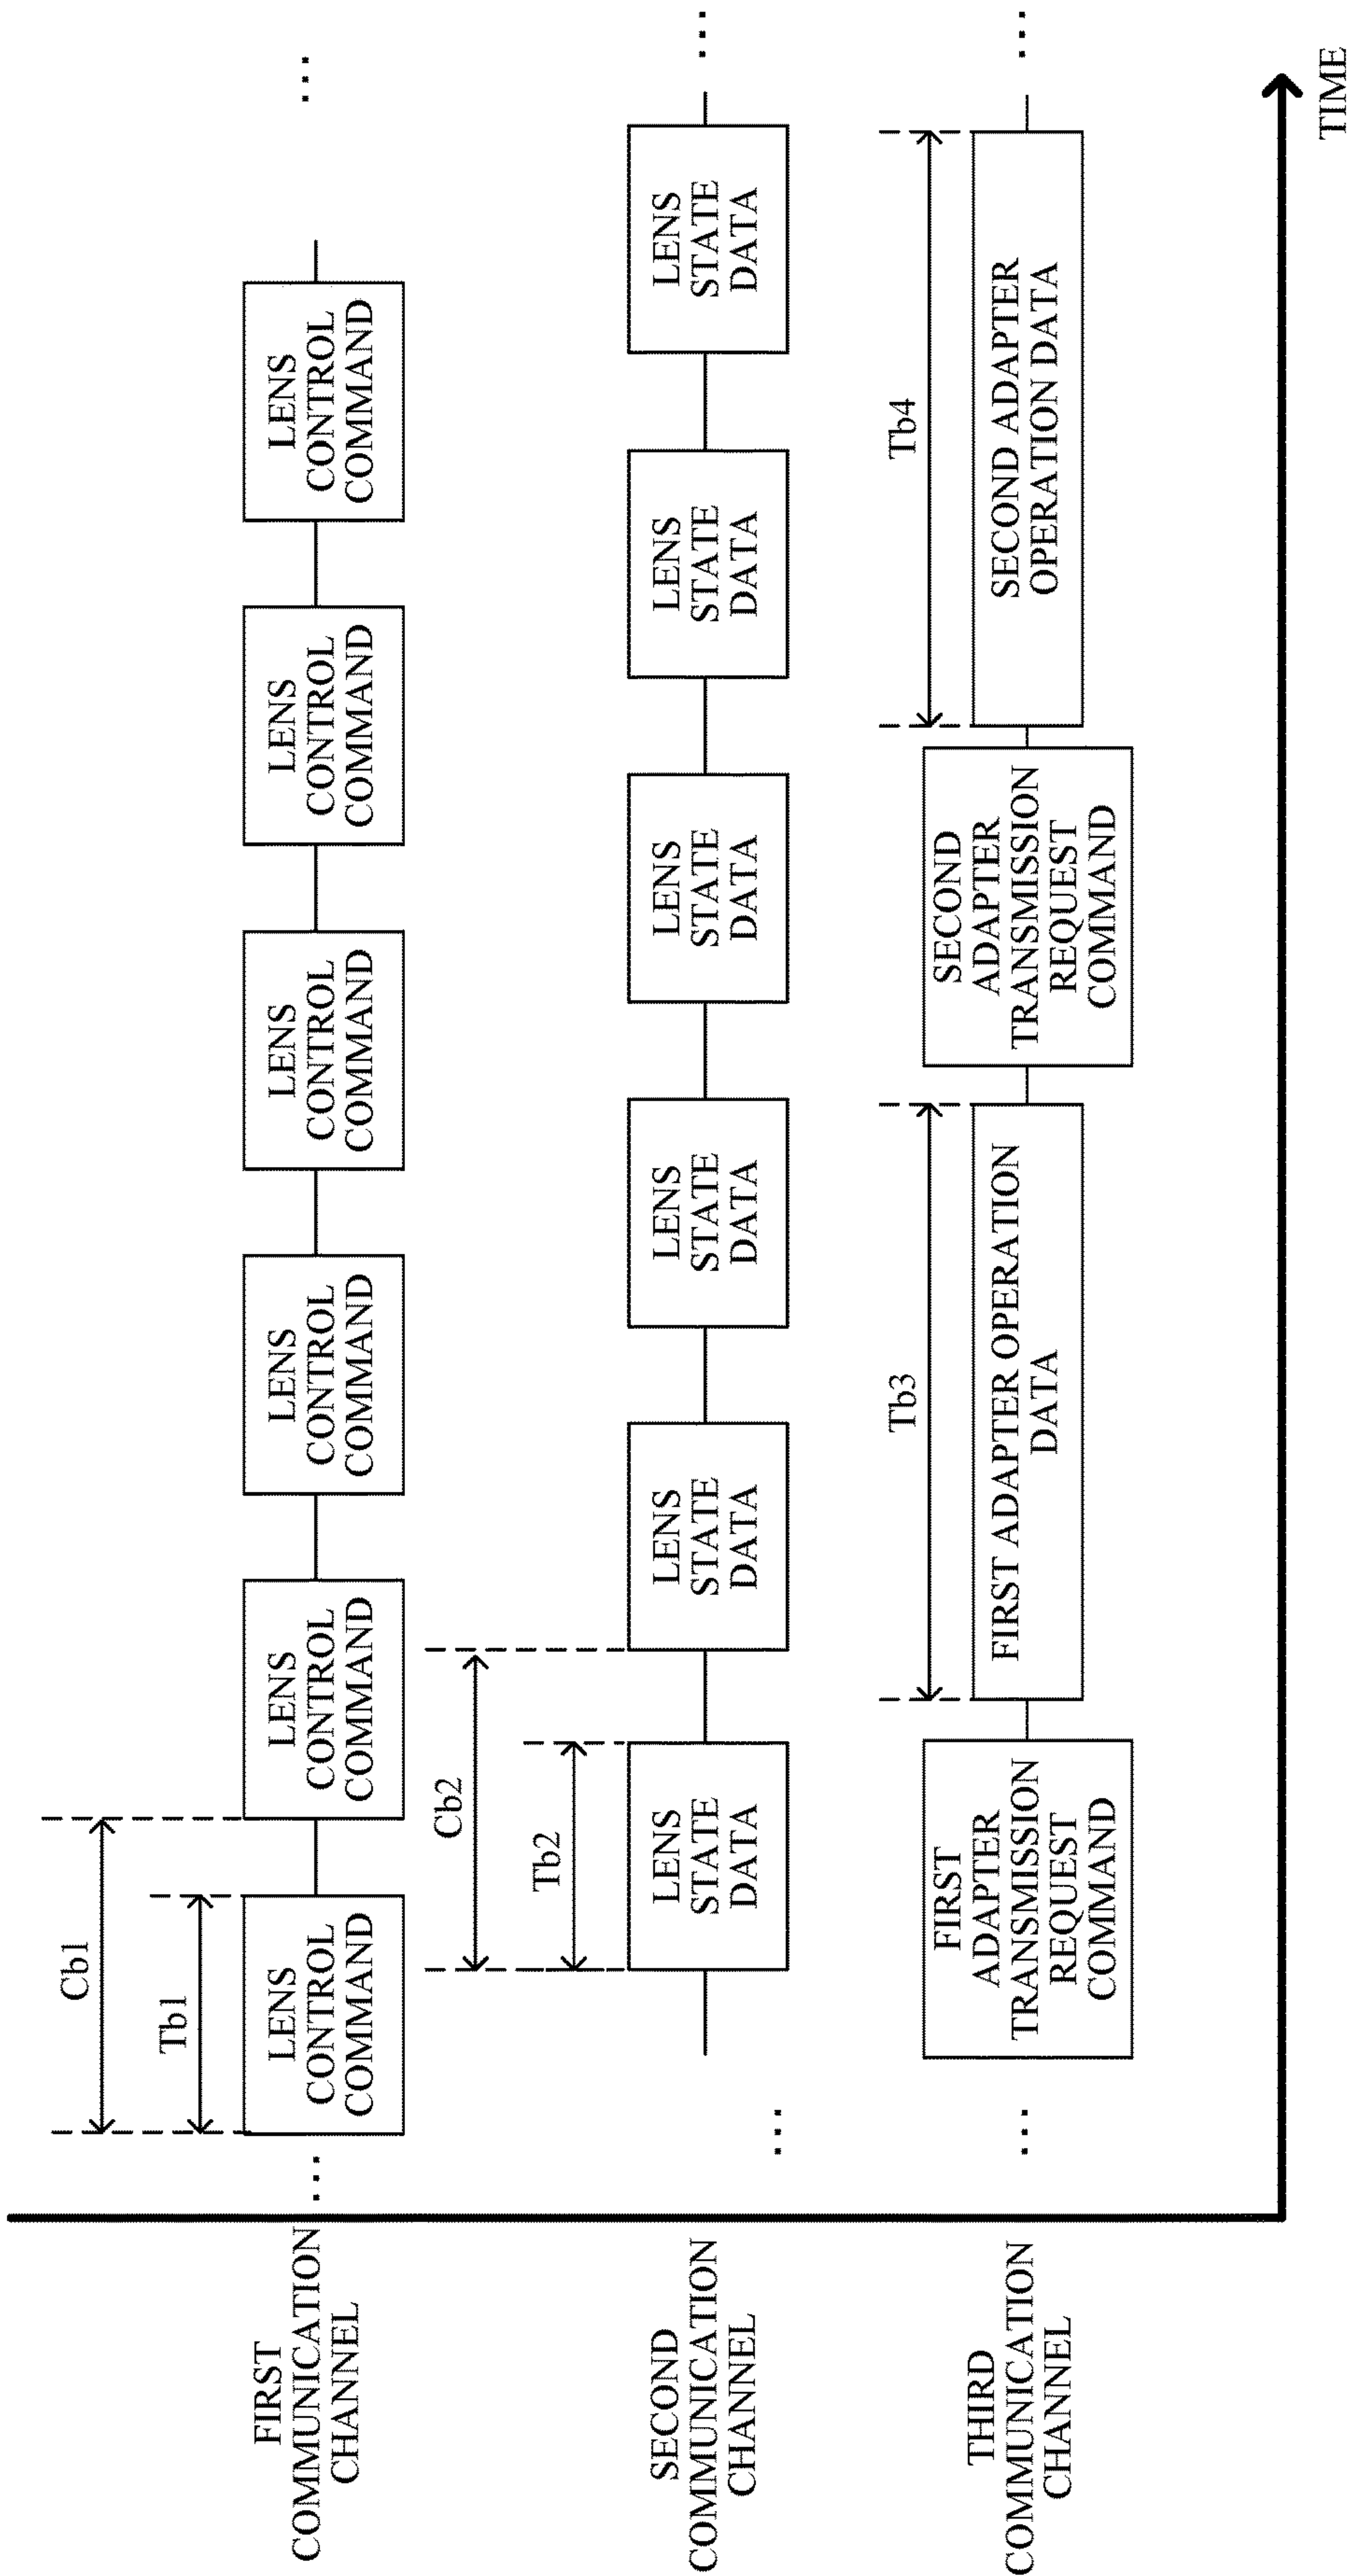 FIRST
COMMUNICATION
CHANNEL
...
Cb1
Tb1
LENS
CONTROL
COMMAND
LENS
CONTROL
COMMAND
LENS
CONTROL
COMMAND
LENS
CONTROL
COMMAND
LENS
CONTROL
COMMAND
LENS
CONTROL
COMMAND
...
SECOND
COMMUNICATION
CHANNEL
...
Cb2
Tb2
LENS
STATE
DATA
LENS
STATE
DATA
LENS
STATE
DATA
LENS
STATE
DATA
LENS
STATE
DATA
LENS
STATE
DATA
...
THIRD
COMMUNICATION
CHANNEL
...
FIRST
ADAPTER
TRANSMISSION
REQUEST
COMMAND
Tb3
FIRST ADAPTER OPERATION
DATA
SECOND
ADAPTER
TRANSMISSION
REQUEST
COMMAND
Tb4
SECOND ADAPTER
OPERATION DATA
...
TIME